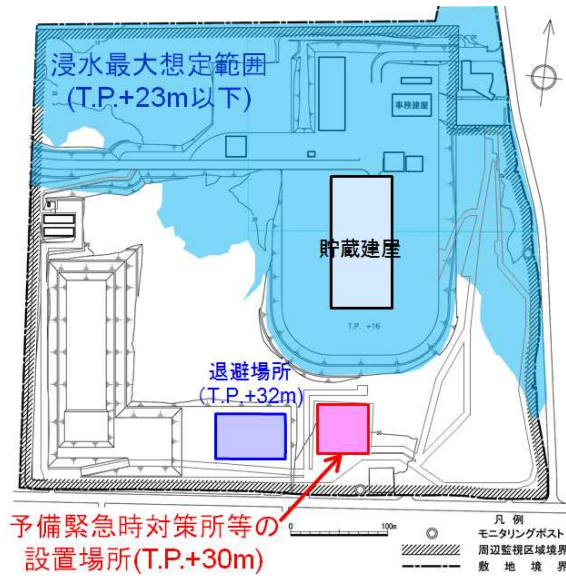 浸水最大想定範囲
(T.P.+23m以下)
事務建屋
貯蔵建屋
T.P. +16
退避場所
(T.P.+32m)
予備緊急時対策所等の
設置場所(T.P.+30m)
0
100m
凡例
モニタリングポスト
周辺監視区域境界
敷地境界